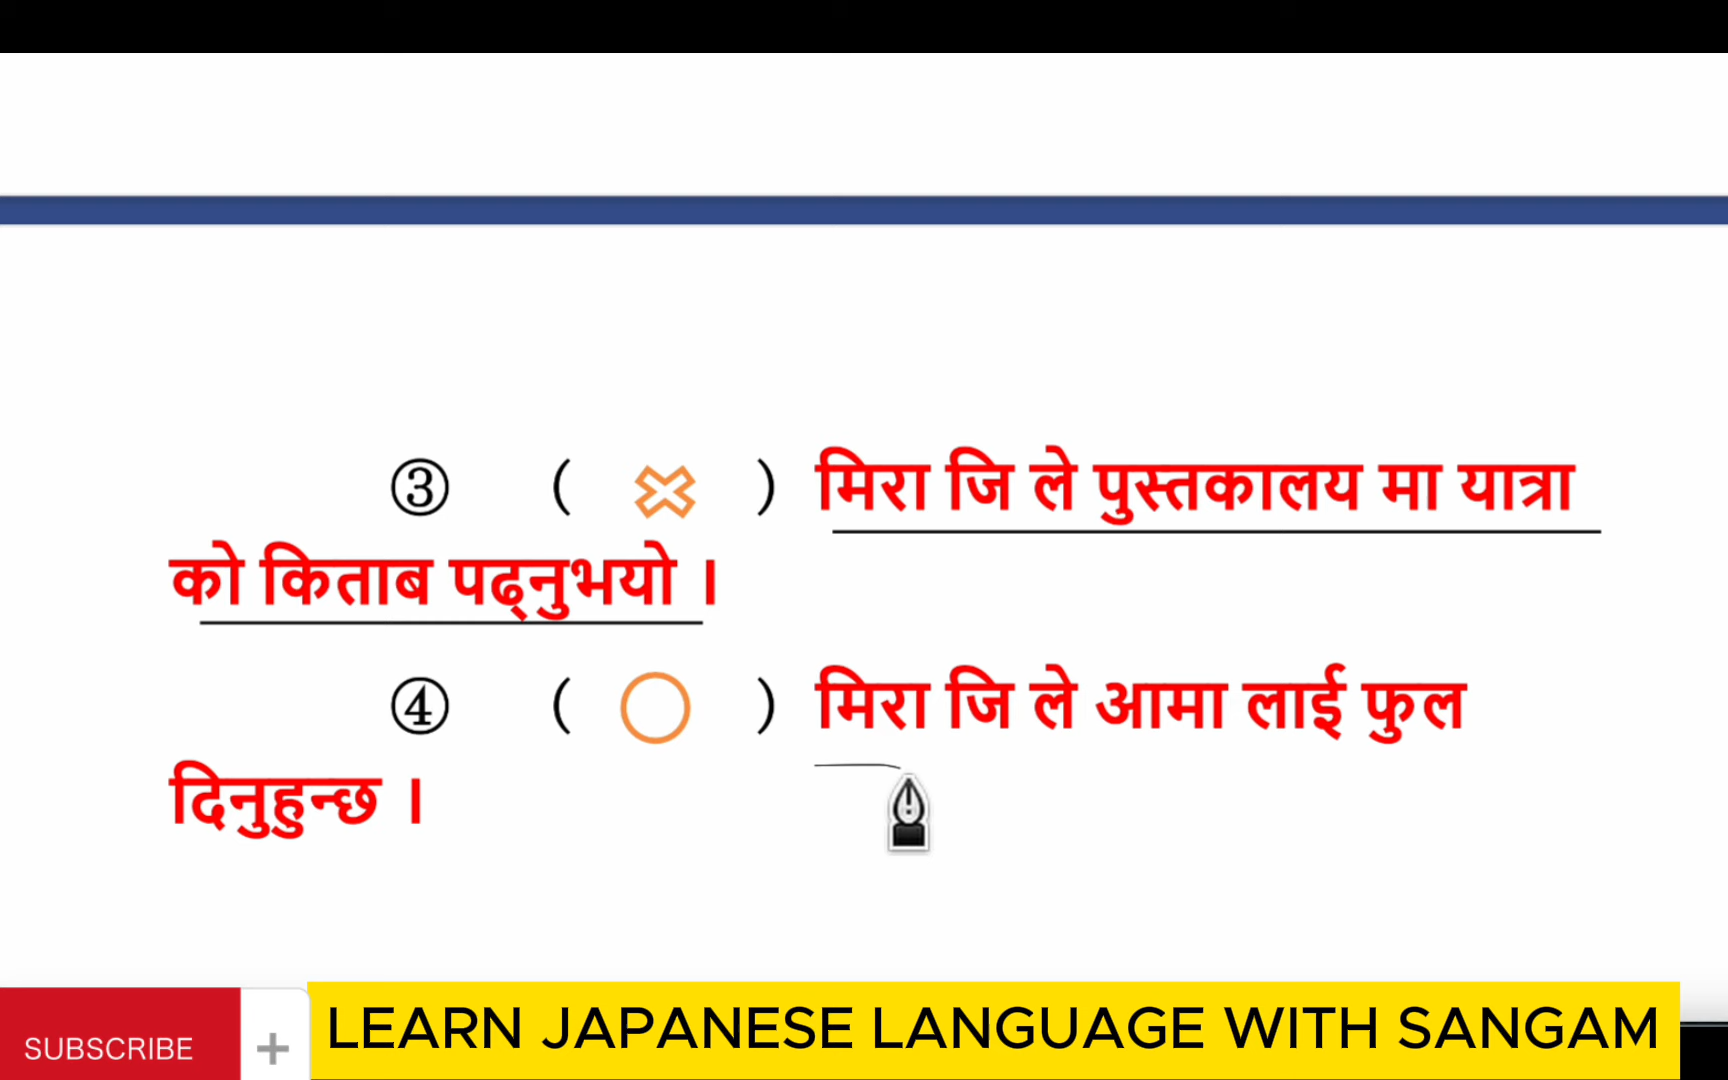 ③ ( ✖ ) मिरा जि ले पुस्तकालय मा यात्रा
को किताब पढ्नुभयो ।
④ ( ◯ ) मिरा जि ले आमा लाई फुल
दिनुहुन्छ ।
SUBSCRIBE + LEARN JAPANESE LANGUAGE WITH SANGAM